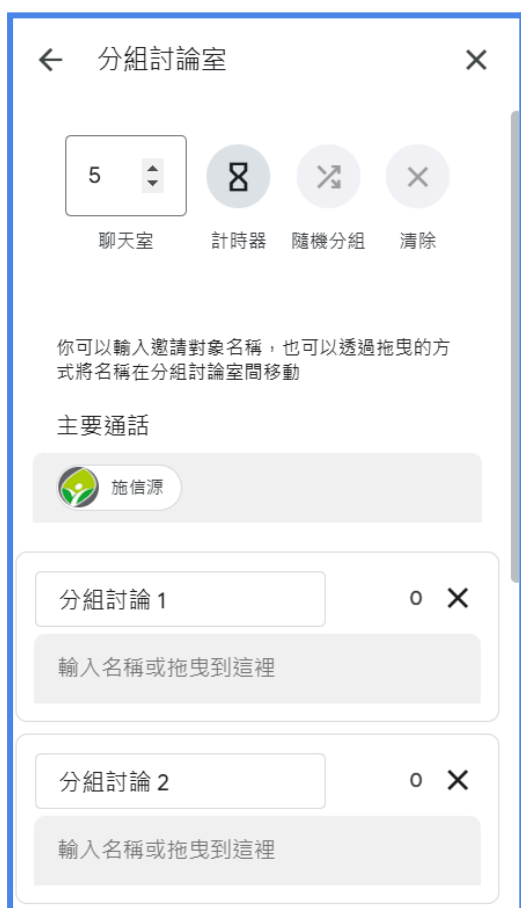 分組討論室
5
聊天室 計時器 隨機分組 清除
你可以輸入邀請對象名稱，也可以透過拖曳的方
式將名稱在分組討論室間移動
主要通話
施信源
分組討論 1 0
輸入名稱或拖曳到這裡
分組討論 2 0
輸入名稱或拖曳到這裡